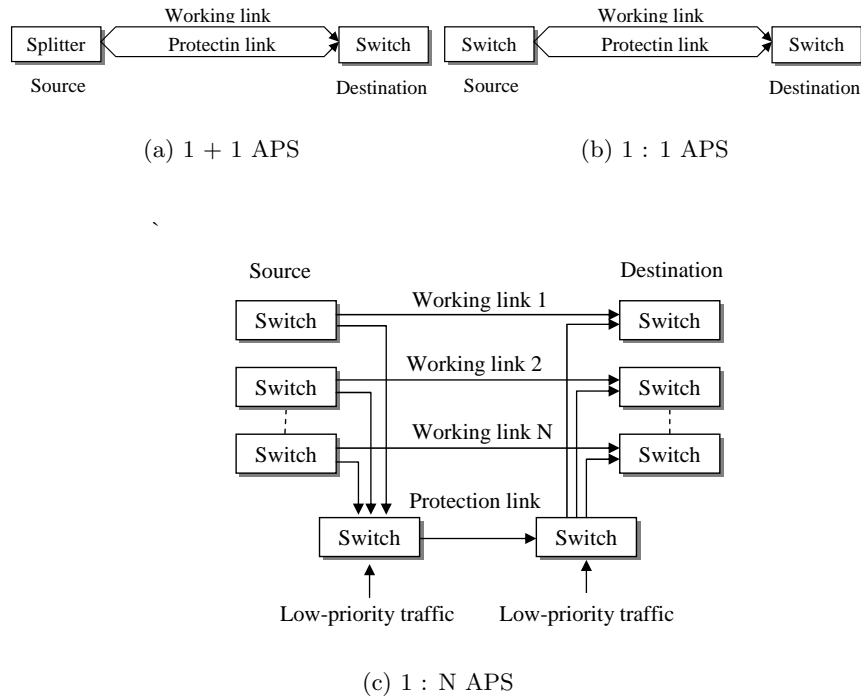 Working link
Working link
Splitter
Protectin link
Switch
Switch
Protectin link
Switch
Source
Destination
Source
Destination
(a) 1 + 1 APS
(b) 1 : 1 APS
`
Source
Destination
Switch
Working link 1
Switch
Switch
Working link 2
Switch
Switch
Working link N
Switch
Protection link
Switch
Switch
Low-priority traffic
Low-priority traffic
(c) 1 : N APS